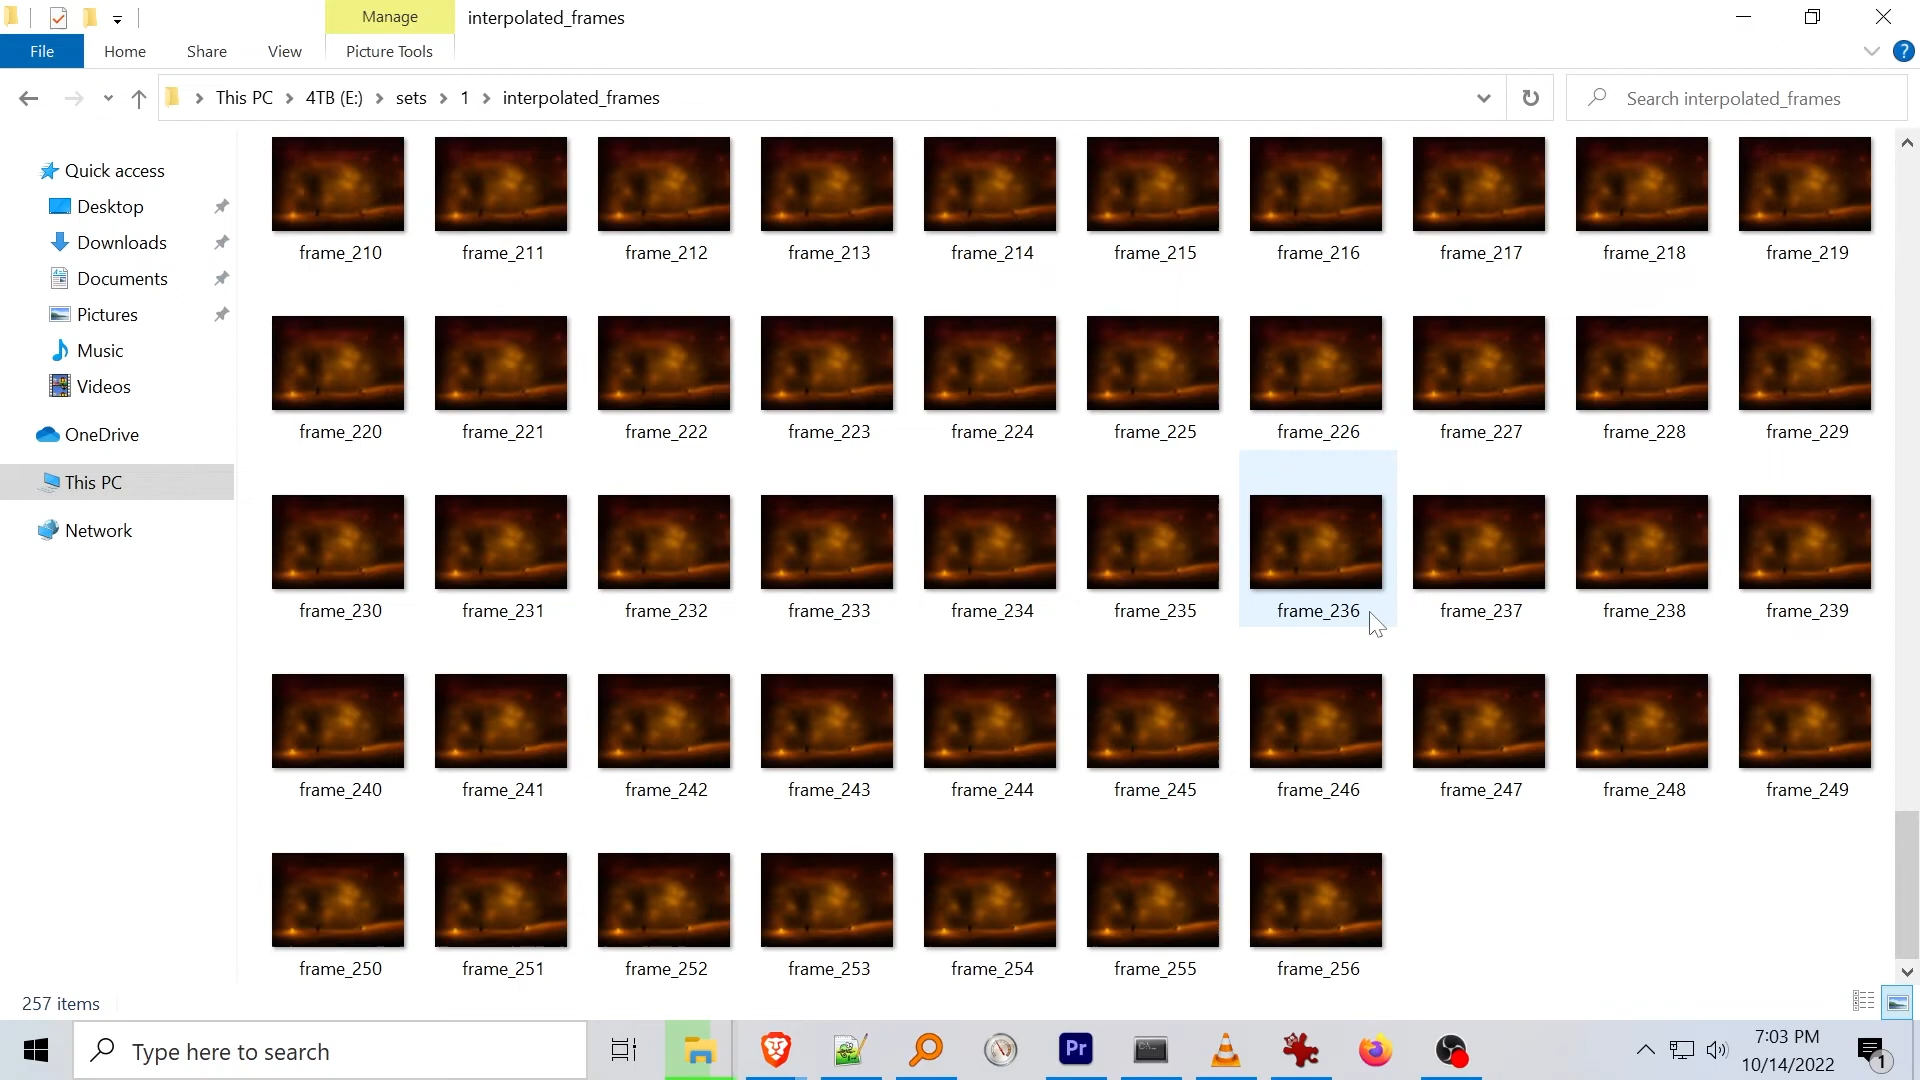 Manage
interpolated_frames
File
Home
Share
View
Picture Tools
This PC
4TB (E:)
sets
1
interpolated_frames
Search interpolated_frames
Quick access
Desktop
Downloads
Documents
Pictures
Music
Videos
OneDrive
This PC
Network
frame_210 frame_211 frame_212 frame_213 frame_214 frame_215 frame_216 frame_217 frame_218 frame_219
frame_220 frame_221 frame_222 frame_223 frame_224 frame_225 frame_226 frame_227 frame_228 frame_229
frame_230 frame_231 frame_232 frame_233 frame_234 frame_235 frame_236 frame_237 frame_238 frame_239
frame_240 frame_241 frame_242 frame_243 frame_244 frame_245 frame_246 frame_247 frame_248 frame_249
frame_250 frame_251 frame_252 frame_253 frame_254 frame_255 frame_256
257 items
Type here to search
Pr
7:03 PM
10/14/2022
1